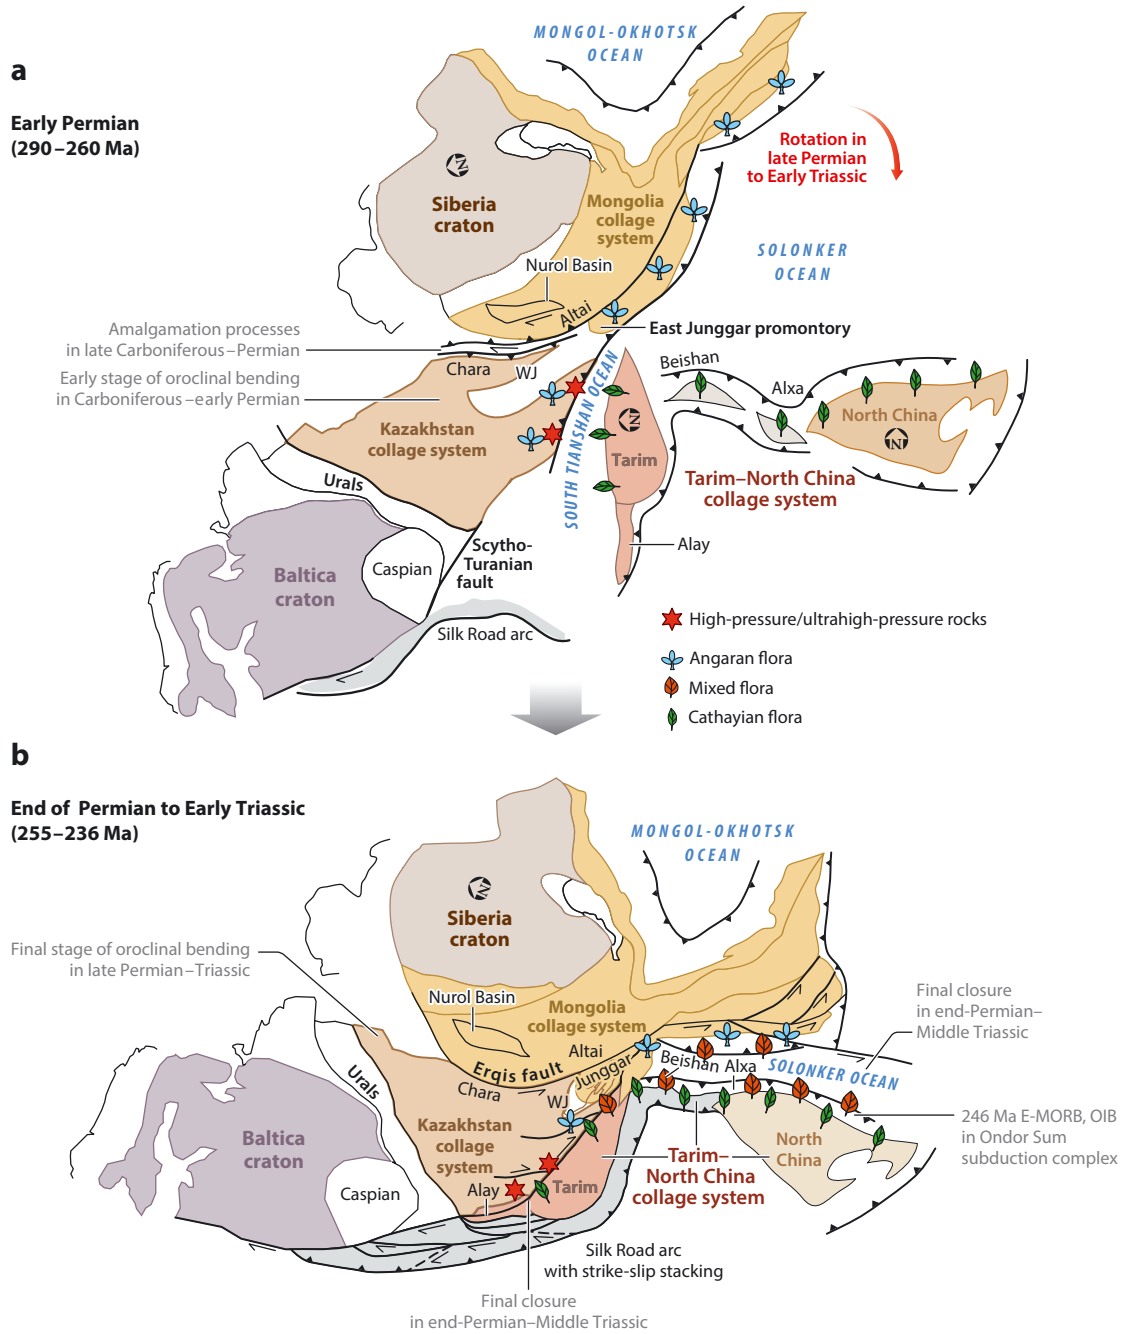 a
Early Permian
(290–260 Ma)
MONGOL-OKHOTSK
OCEAN
Rotation in
late Permian
to Early Triassic
N
Siberia
craton
Mongolia
collage
system
SOLONKER
OCEAN
Nurol Basin
Altai
East Junggar promontory
Amalgamation processes
in late Carboniferous–Permian
Early stage of oroclinal bending
in Carboniferous–early Permian
Chara
WJ
Beishan
Alxa
SOUTH TIANSHAN OCEAN
N
North China
N
Kazakhstan
collage system
Tarim
Tarim–North China
collage system
Urals
Alay
Scytho-
Turanian
fault
Caspian
Baltica
craton
Silk Road arc
High-pressure/ultrahigh-pressure rocks
Angaran flora
Mixed flora
Cathayian flora
b
End of Permian to Early Triassic
(255–236 Ma)
MONGOL-OKHOTSK
OCEAN
N
Siberia
craton
Final stage of oroclinal bending
in late Permian–Triassic
Nurol Basin
Mongolia
collage system
Final closure
in end-Permian–
Middle Triassic
Altai
Erqis fault
Junggar
Beishan
Alxa
SOLONKER OCEAN
Urals
Chara
WJ
246 Ma E-MORB, OIB
in Ondor Sum
subduction complex
Kazakhstan
collage
system
Baltica
craton
North
China
Tarim–
North China
collage system
Caspian
Alay
Tarim
Silk Road arc
with strike-slip stacking
Final closure
in end-Permian–Middle Triassic